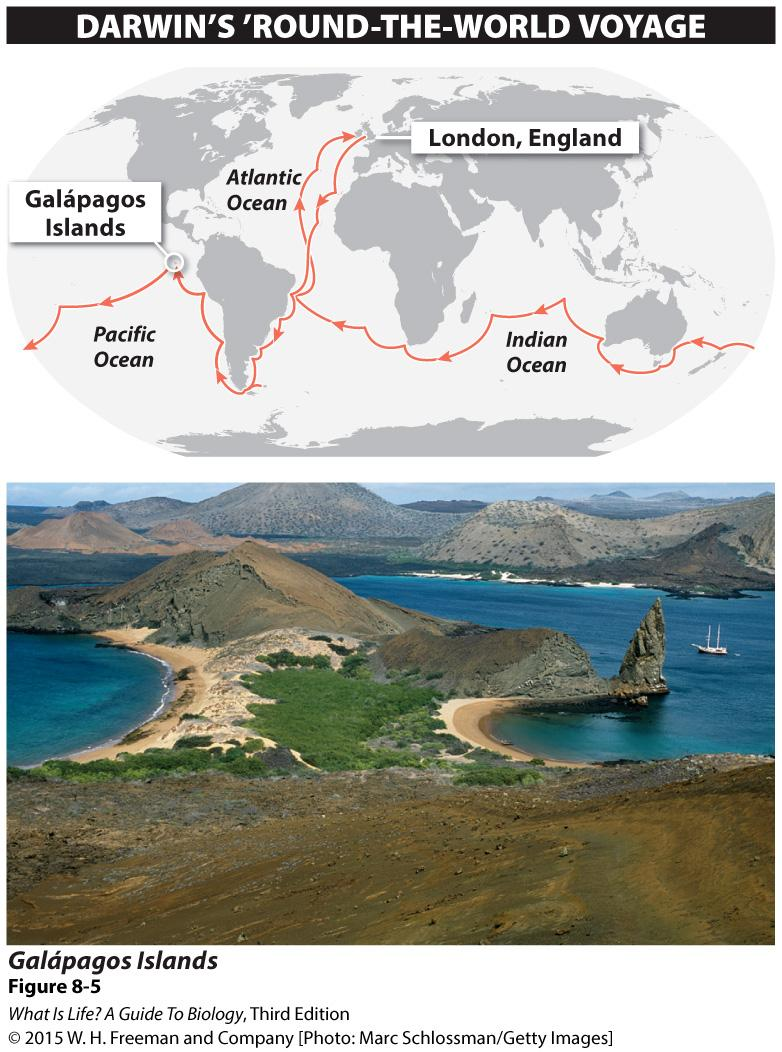 DARWIN'S 'ROUND-THE-WORLD VOYAGE
London, England
Atlantic
Ocean
Galápagos
Islands
Pacific
Ocean
Indian
Ocean
Galápagos Islands
Figure 8-5
What Is Life? A Guide To Biology, Third Edition
© 2015 W. H. Freeman and Company [Photo: Marc Schlossman/Getty Images]